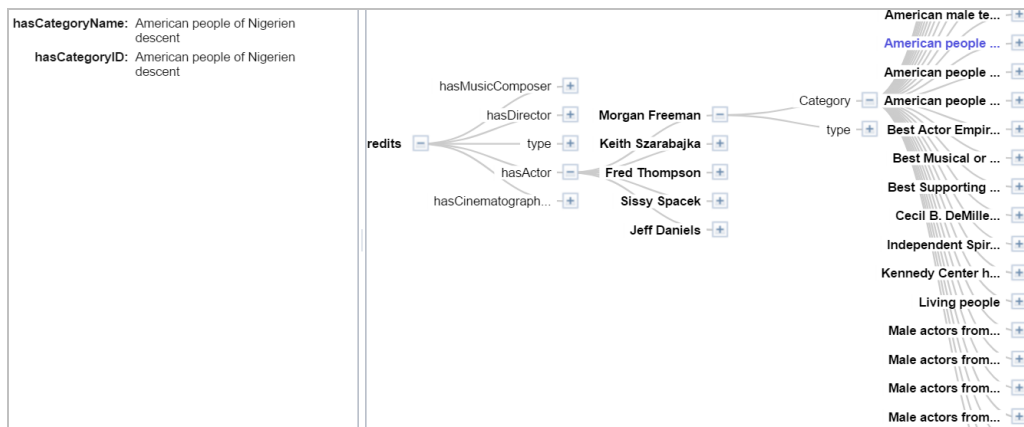 hasCategoryName: American people of Nigerien
descent
hasCategoryID: American people of Nigerien
descent
redits
hasMusicComposer
hasDirector
type
hasActor
hasCinematograph...
Morgan Freeman
Keith Szarabajka
Fred Thompson
Sissy Spacek
Jeff Daniels
Category
type
American male te...
American people ...
American people ...
American people ...
Best Actor Empir...
Best Musical or ...
Best Supporting ...
Cecil B. DeMille...
Independent Spir...
Kennedy Center h...
Living people
Male actors from...
Male actors from...
Male actors from...
Male actors from...